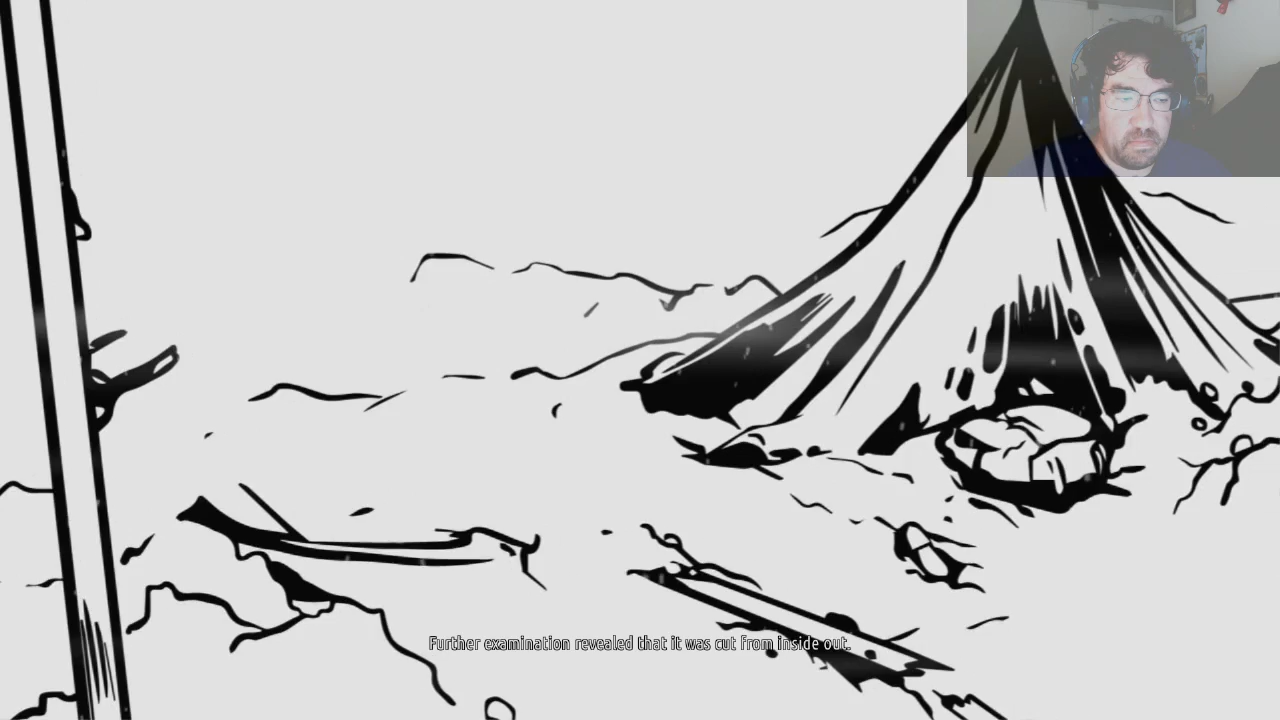 Further examination revealed that it was cut from inside out.